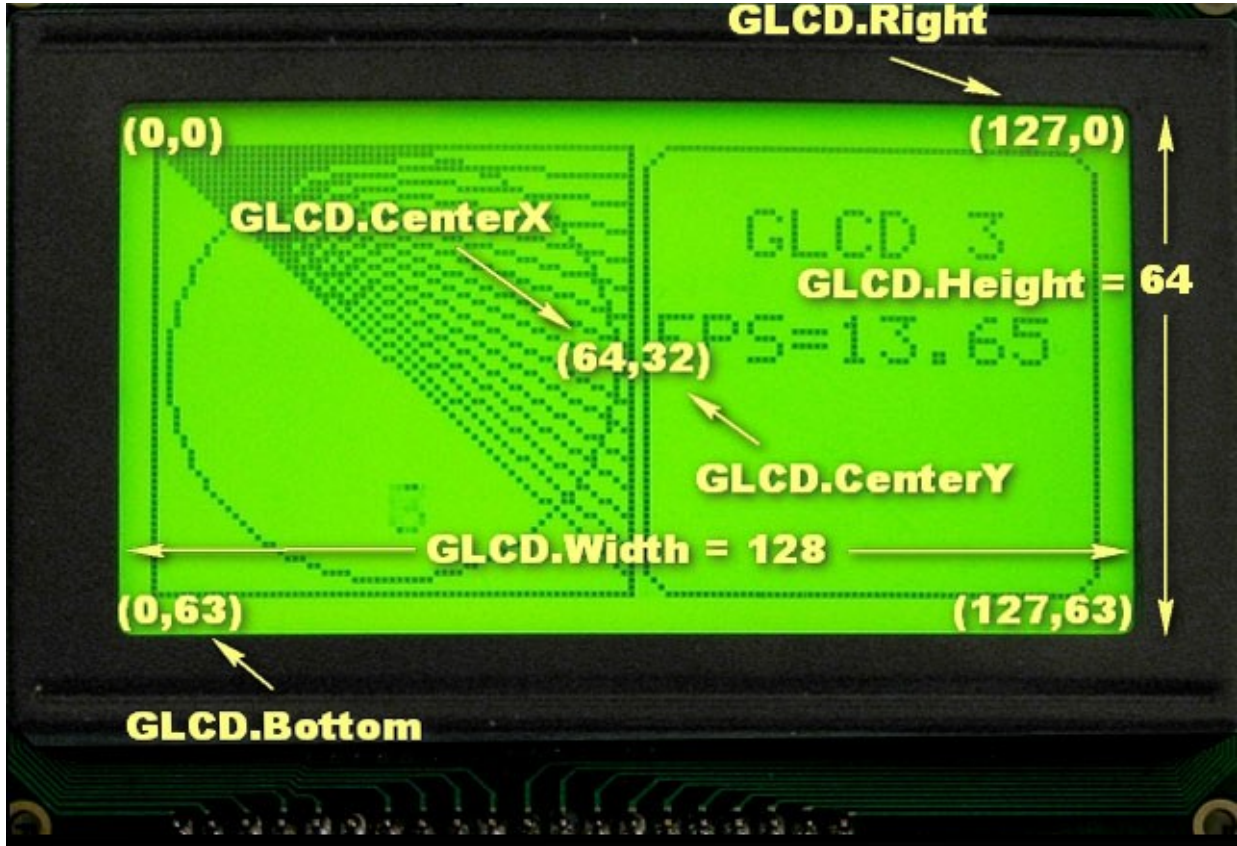 GLCD.Right
(0,0)
(127,0)
GLCD.CenterX
GLCD 3
GLCD.Height = 64
FPS=13.65
(64,32)
GLCD.CenterY
GLCD.Width = 128
(0,63)
(127,63)
GLCD.Bottom